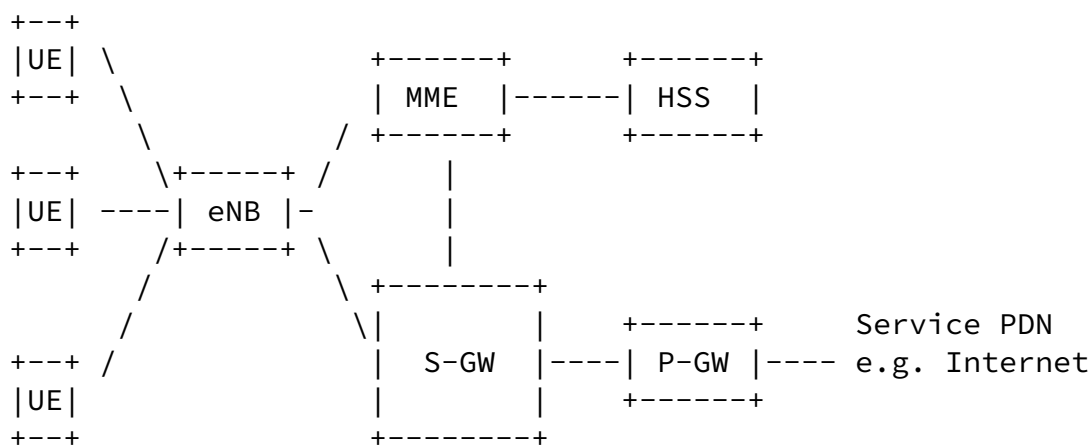 UE
MME HSS
UE eNB
Service PDN
S-GW P-GW e.g. Internet
UE